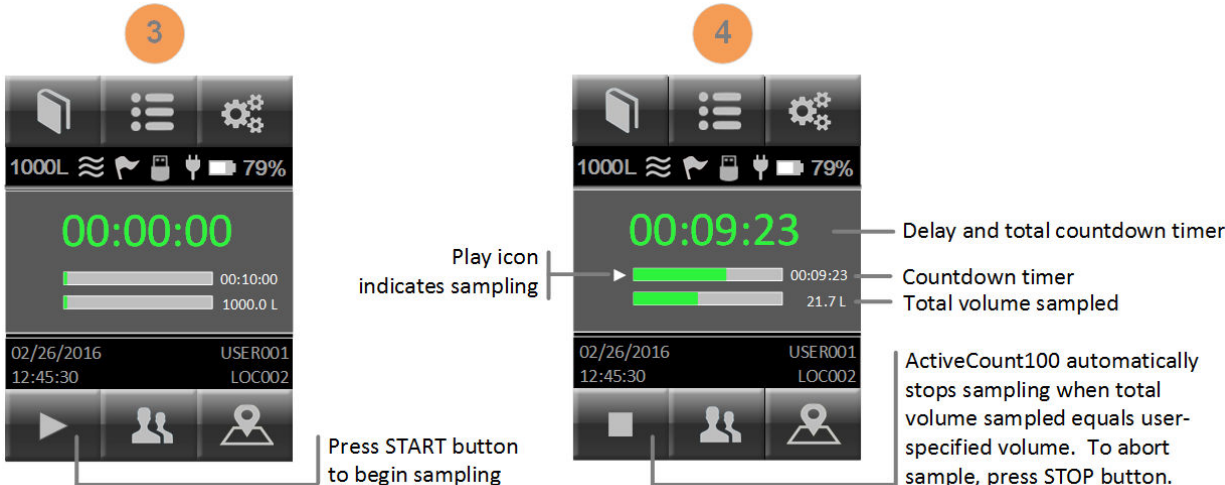 3
1000L 79%
00:00:00
00:10:00
1000.0 L
02/26/2016 USER001
12:45:30 LOC002
Press START button
to begin sampling
4
1000L 79%
00:09:23
Delay and total countdown timer
Play icon
indicates sampling
00:09:23
Countdown timer
21.7 L
Total volume sampled
02/26/2016 USER001
12:45:30 LOC002
ActiveCount100 automatically
stops sampling when total
volume sampled equals user-
specified volume. To abort
sample, press STOP button.